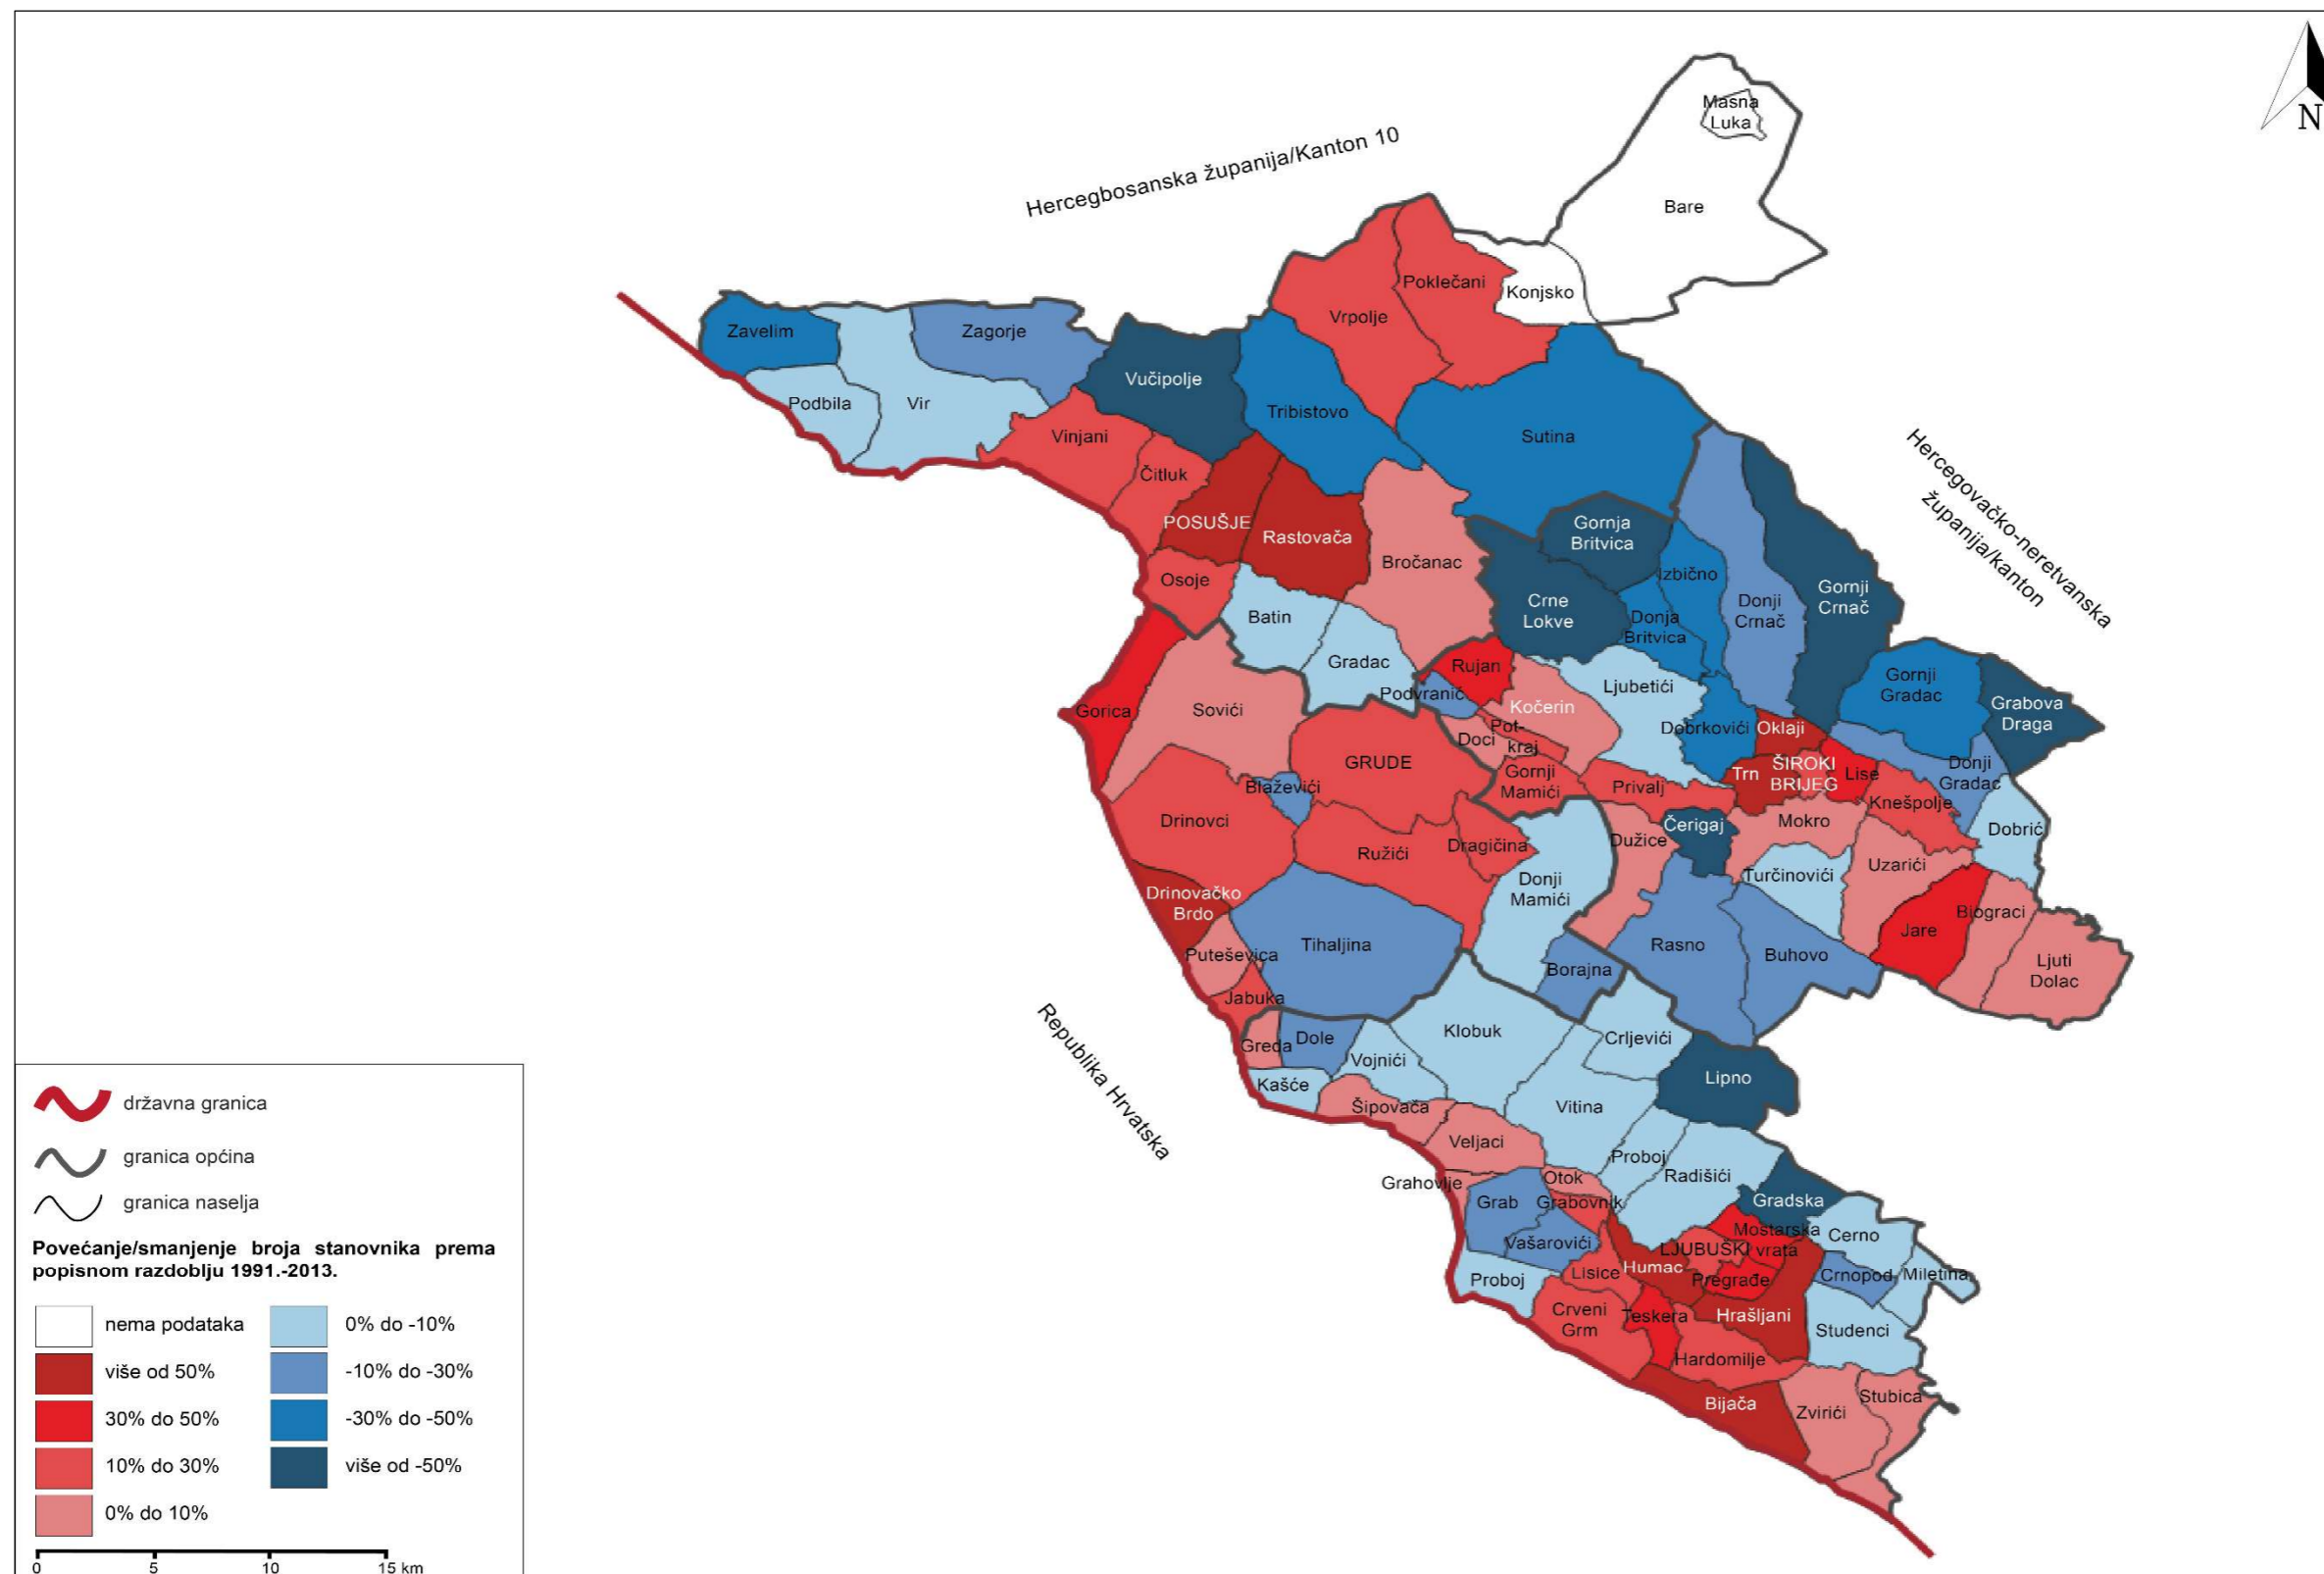 N
Hercegbosanska županija/Kanton 10
Masna
Luka
Bare
Poklečani
Konjsko
Vrpolje
Zavelim
Zagorje
Vučipolje
Podbila
Vir
Tribistovo
Vinjani
Sutina
Hercegovačko-neretvanska
županija/kanton
Čitluk
POSUŠJE
Rastovača
Gornja
Britvica
Bročanac
Osoje
Izbično
Gornji
Crnač
Crne
Lokve
Donji
Crnač
Batin
Donja
Britvica
Gradac
Rujan
Ljubetići
Gornji
Gradac
Podvranić
Grabova
Draga
Gorica
Sovići
Kočerin
Doci
Pot-
kraj
Dobrkovići
Oklaji
GRUDE
Gornji
Mamići
Trn
ŠIROKI
BRIJEG
Lise
Donji
Gradac
Blaževići
Privalj
Knešpolje
Drinovci
Čerigaj
Mokro
Dobrić
Ružići
Dragičina
Dužice
Uzarići
Turčinovići
Donji
Mamići
Drinovačko
Brdo
Biograci
Jare
Tihaljina
Rasno
Buhovo
Puteševica
Borajna
Ljuti
Dolac
Jabuka
Republika Hrvatska
Greda
Dole
Klobuk
Crljevići
Vojnići
Kašće
Lipno
Šipovača
Vitina
Veljaci
Proboj
Radišići
Grahovlje
Otok
Grab
Grabovnik
Gradska
Mostarska
vrata
Cerno
Vašarovići
LJUBUŠKI
Humac
Proboj
Lisice
Pregrađe
Crnopod
Miletina
Crveni
Grm
Teskera
Hrašljani
Studenci
Hardomilje
Bijača
Zvirići
Stubica
državna granica
granica općina
granica naselja
Povećanje/smanjenje broja stanovnika prema
popisnom razdoblju 1991.-2013.
nema podataka
0% do -10%
više od 50%
-10% do -30%
30% do 50%
-30% do -50%
10% do 30%
više od -50%
0% do 10%
0 5 10 15 km